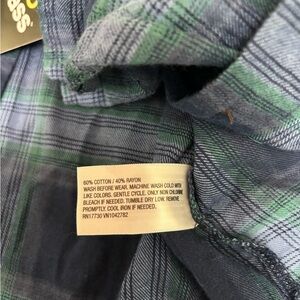 ass
60% COTTON / 40% RAYON
WASH BEFORE WEAR, MACHINE WASH COLD WITH
LIKE COLORS. GENTLE CYCLE. ONLY NON CHLORINE
BLEACH IF NEEDED. TUMBLE DRY LOW. REMOVE
PROMPTLY. COOL IRON IF NEEDED.
RN17730 VN1042782